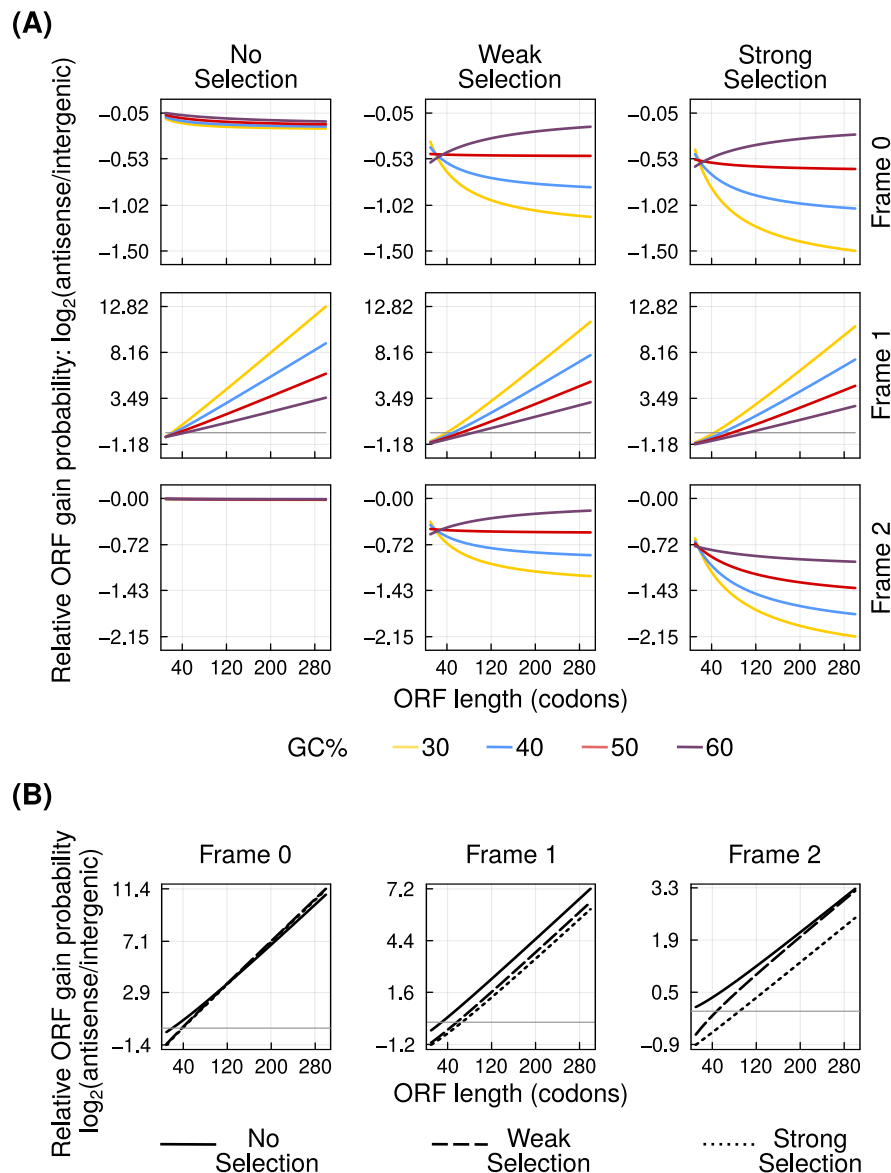 (A)
No
Selection
Weak
Selection
Strong
Selection
Relative ORF gain probability: log₂(antisense/intergenic)
−0.05
−0.53
−1.02
−1.50
−0.05
−0.53
−1.02
−1.50
−0.05
−0.53
−1.02
−1.50
Frame 0
12.82
8.16
3.49
−1.18
12.82
8.16
3.49
−1.18
12.82
8.16
3.49
−1.18
Frame 1
−0.00
−0.72
−1.43
−2.15
−0.00
−0.72
−1.43
−2.15
−0.00
−0.72
−1.43
−2.15
Frame 2
40 120 200 280
40 120 200 280
40 120 200 280
ORF length (codons)
GC% 30 40 50 60
(B)
Relative ORF gain probability
log₂(antisense/intergenic)
Frame 0
Frame 1
Frame 2
11.4
7.1
2.9
−1.4
7.2
4.4
1.6
−1.2
3.3
1.9
0.5
−0.9
40 120 200 280
40 120 200 280
40 120 200 280
ORF length (codons)
No
Selection
Weak
Selection
Strong
Selection